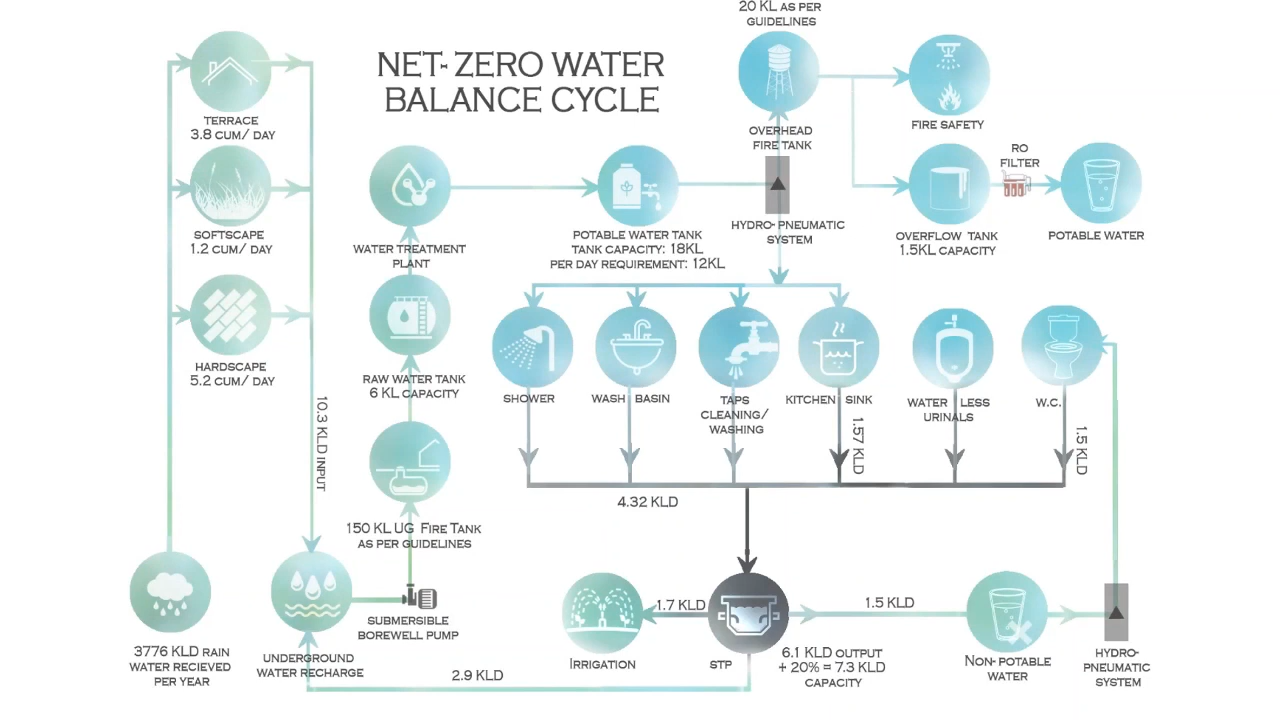 20 KL AS PER
GUIDELINES
NET- ZERO WATER
BALANCE CYCLE
TERRACE
3.8 CUM/ DAY
OVERHEAD
FIRE TANK
FIRE SAFETY
RO
FILTER
SOFTSCAPE
1.2 CUM/ DAY
WATER TREATMENT
PLANT
POTABLE WATER TANK
TANK CAPACITY: 18KL
PER DAY REQUIREMENT: 12KL
HYDRO- PNEUMATIC
SYSTEM
OVERFLOW TANK
1.5KL CAPACITY
POTABLE WATER
HARDSCAPE
5.2 CUM/ DAY
RAW WATER TANK
6 KL CAPACITY
SHOWER
WASH BASIN
TAPS
CLEANING/
WASHING
KITCHEN SINK
WATER LESS
URINALS
W.C.
10.3 KLD INPUT
1.57 KLD
1.5 KLD
4.32 KLD
150 KL UG FIRE TANK
AS PER GUIDELINES
SUBMERSIBLE
BOREWELL PUMP
1.7 KLD
1.5 KLD
3776 KLD RAIN
WATER RECIEVED
PER YEAR
UNDERGROUND
WATER RECHARGE
2.9 KLD
IRRIGATION
STP
6.1 KLD OUTPUT
+ 20% = 7.3 KLD
CAPACITY
NON-POTABLE
WATER
HYDRO-
PNEUMATIC
SYSTEM